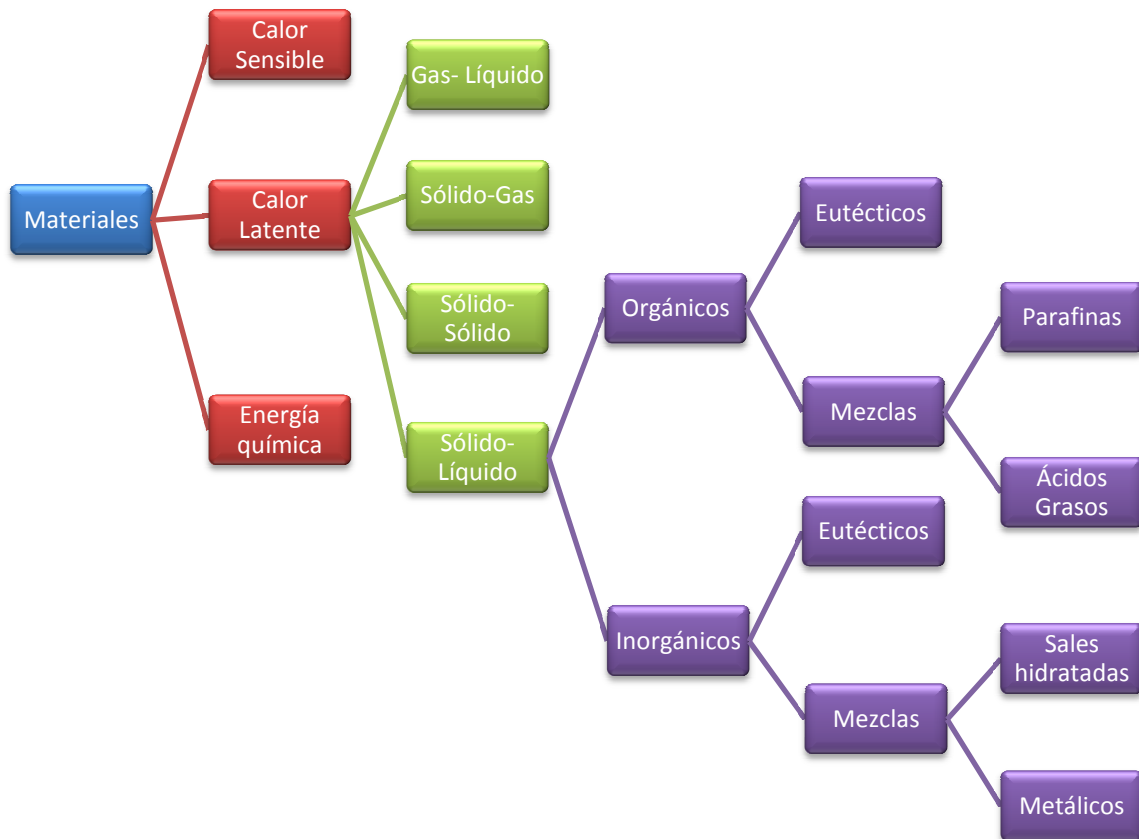 Materiales
Calor
Sensible
Calor
Latente
Energía
química
Gas- Líquido
Sólido-Gas
Sólido-
Sólido
Sólido-
Líquido
Orgánicos
Eutécticos
Mezclas
Parafinas
Ácidos
Grasos
Inorgánicos
Eutécticos
Mezclas
Sales
hidratadas
Metálicos